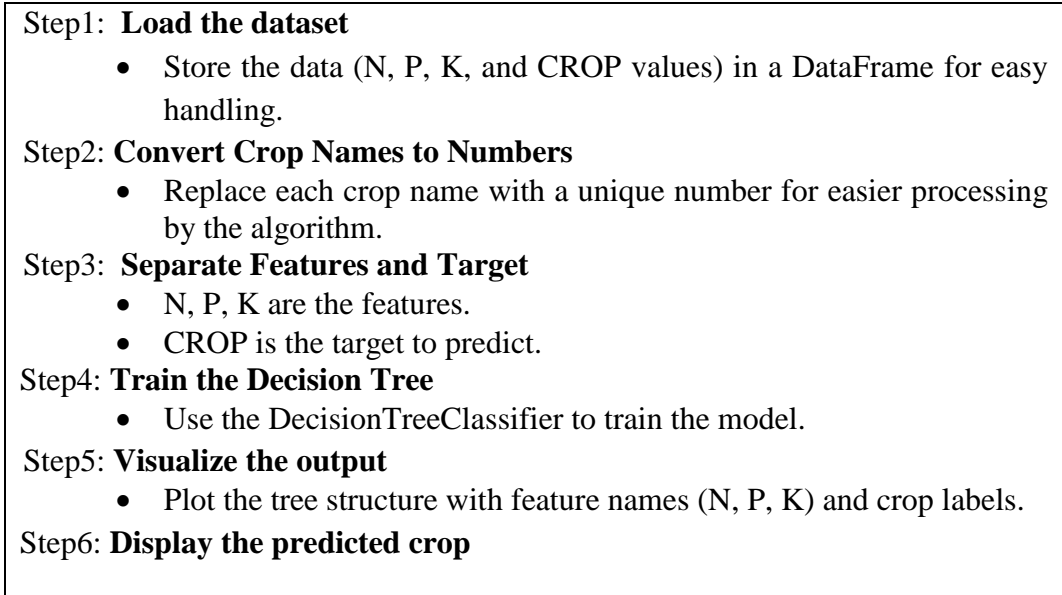 Step1: Load the dataset
• Store the data (N, P, K, and CROP values) in a DataFrame for easy
handling.
Step2: Convert Crop Names to Numbers
• Replace each crop name with a unique number for easier processing
by the algorithm.
Step3: Separate Features and Target
• N, P, K are the features.
• CROP is the target to predict.
Step4: Train the Decision Tree
• Use the DecisionTreeClassifier to train the model.
Step5: Visualize the output
• Plot the tree structure with feature names (N, P, K) and crop labels.
Step6: Display the predicted crop